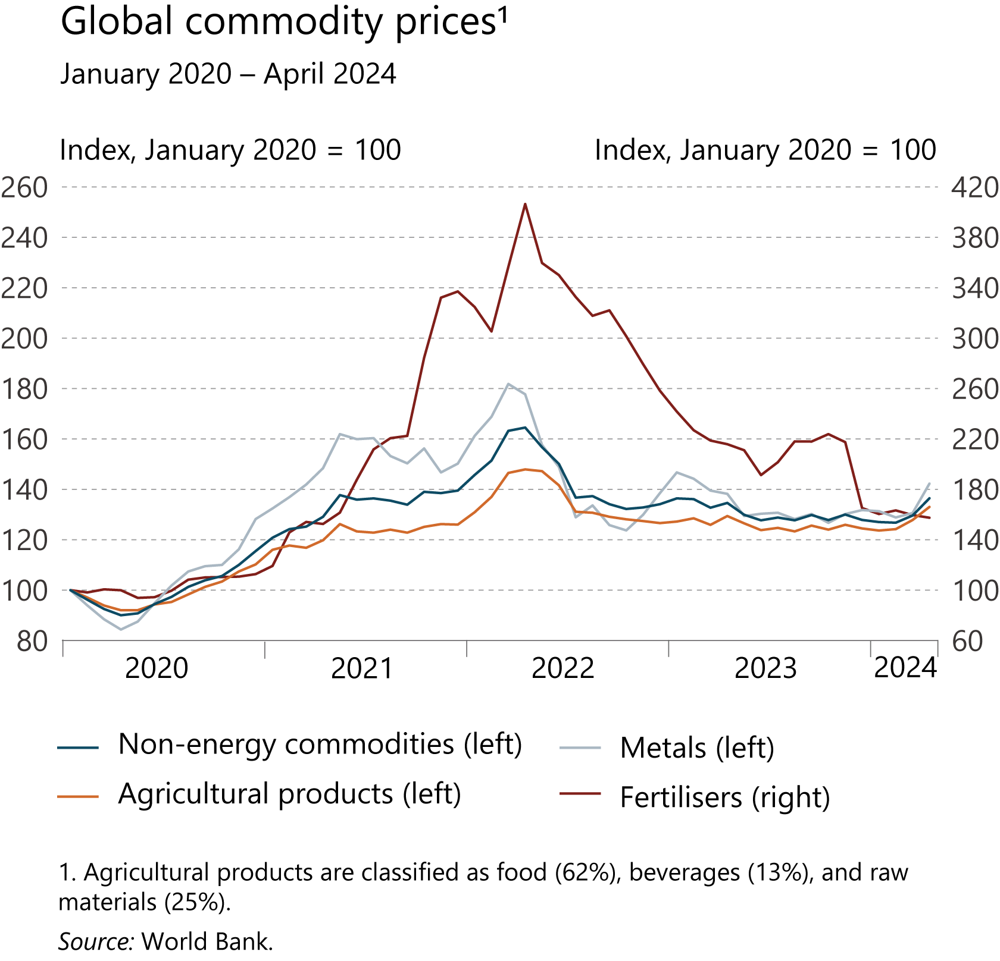 Global commodity prices¹
January 2020 – April 2024
Index, January 2020 = 100 Index, January 2020 = 100
260 420
240 380
220 340
200 300
180 260
160 220
140 180
120 140
100 100
80 60
2020 2021 2022 2023 2024
Non-energy commodities (left) Metals (left)
Agricultural products (left) Fertilisers (right)
1. Agricultural products are classified as food (62%), beverages (13%), and raw
materials (25%).
Source: World Bank.